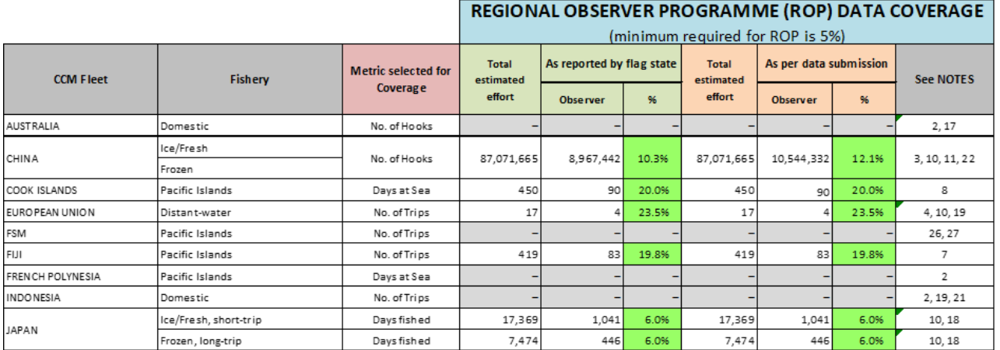 REGIONAL OBSERVER PROGRAMME (ROP) DATA COVERAGE
(minimum required for ROP is 5%)
CCM Fleet Fishery Metric selected for Coverage Total estimated effort As reported by flag state Total estimated effort As per data submission See NOTES
Observer % Observer %
AUSTRALIA Domestic No. of Hooks – – – – – – 2, 17
CHINA Ice/Fresh No. of Hooks 87,071,665 8,967,442 10.3% 87,071,665 10,544,332 12.1% 3, 10, 11, 22
Frozen
COOK ISLANDS Pacific Islands Days at Sea 450 90 20.0% 450 90 20.0% 8
EUROPEAN UNION Distant-water No. of Trips 17 4 23.5% 17 4 23.5% 4, 10, 19
FSM Pacific Islands No. of Trips – – – – – – 26, 27
FIJI Pacific Islands No. of Trips 419 83 19.8% 419 83 19.8% 7
FRENCH POLYNESIA Pacific Islands Days at Sea – – – – – – 2
INDONESIA Domestic No. of Trips – – – – – – 2, 19, 21
JAPAN Ice/Fresh, short-trip Days fished 17,369 1,041 6.0% 17,369 1,041 6.0% 10, 18
Frozen, long-trip Days fished 7,474 446 6.0% 7,474 446 6.0% 10, 18